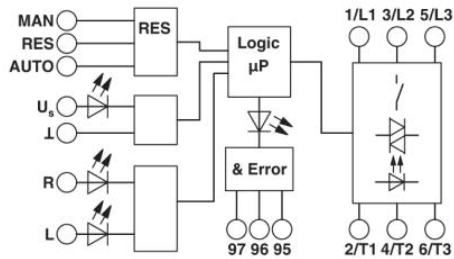 MAN
RES
AUTO
RES
Us
⊥
R
L
Logic
µP
& Error
97 96 95
1/L1 3/L2 5/L3
2/T1 4/T2 6/T3